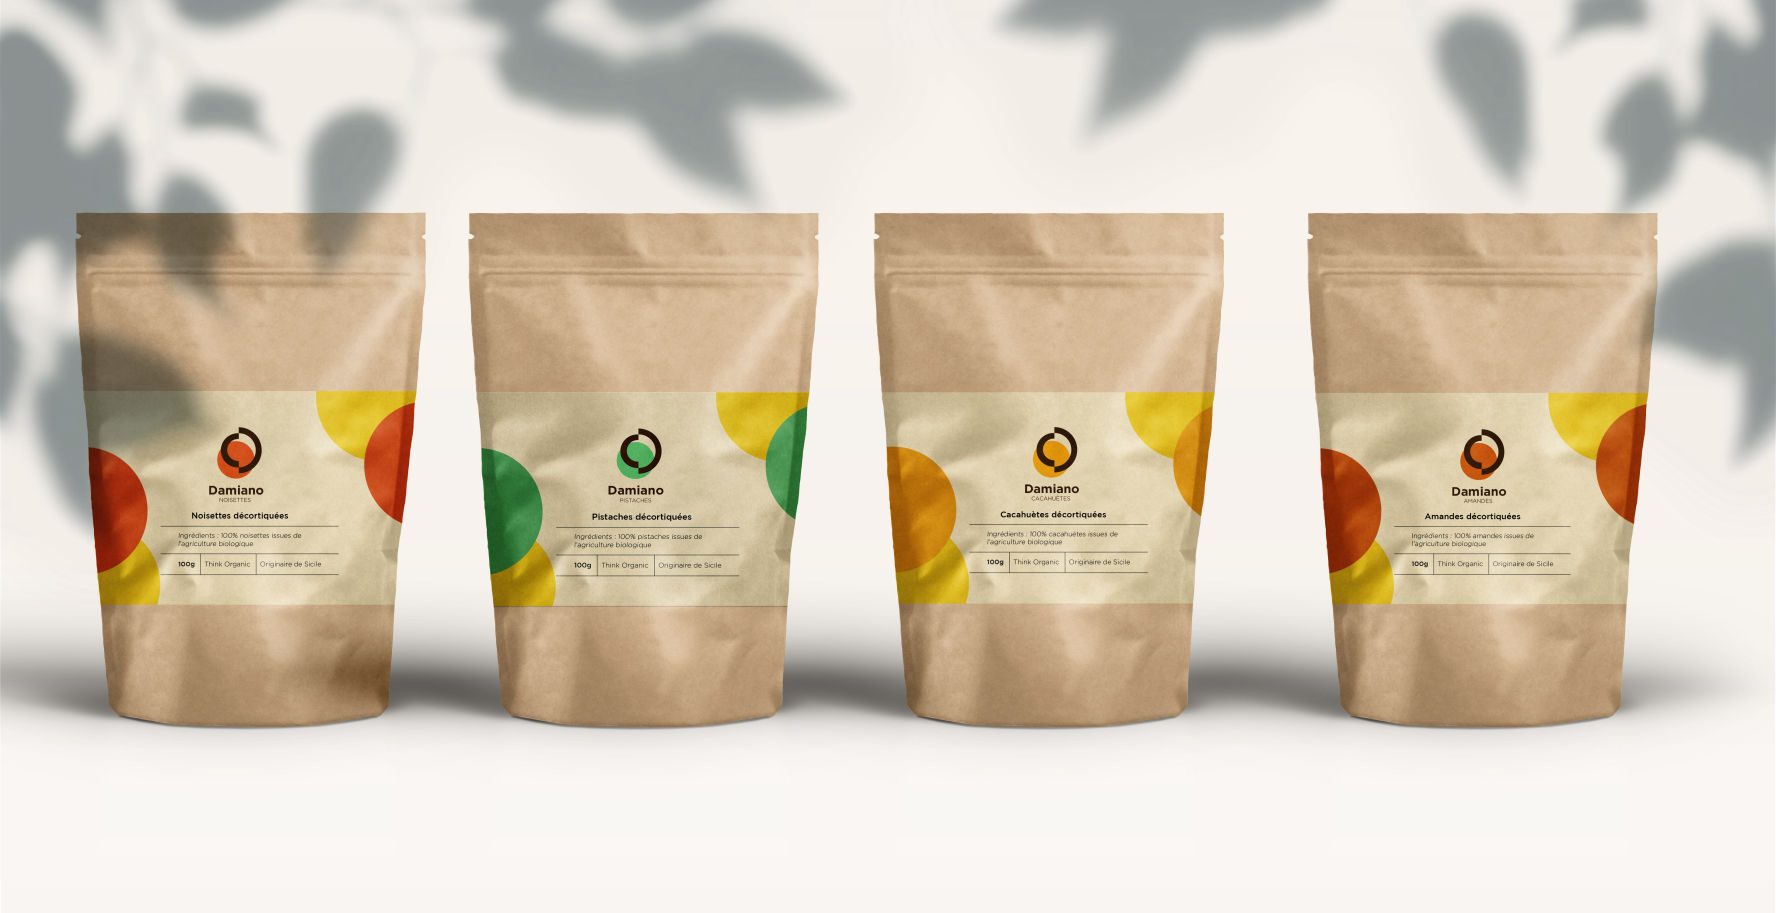 Damiano
NOISETTES
Noisettes décortiquées
Ingrédients : 100% noisettes issues de
l'agriculture biologique
100g
Think Organic
Originaire de Sicile
Damiano
PISTACHES
Pistaches décortiquées
Ingrédients : 100% pistaches issues de
l'agriculture biologique
100g
Think Organic
Originaire de Sicile
Damiano
CACAHUÈTES
Cacahuètes décortiquées
Ingrédients : 100% cacahuètes issues de
l'agriculture biologique
100g
Think Organic
Originaire de Sicile
Damiano
AMANDES
Amandes décortiquées
Ingrédients : 100% amandes issues de
l'agriculture biologique
100g
Think Organic
Originaire de Sicile